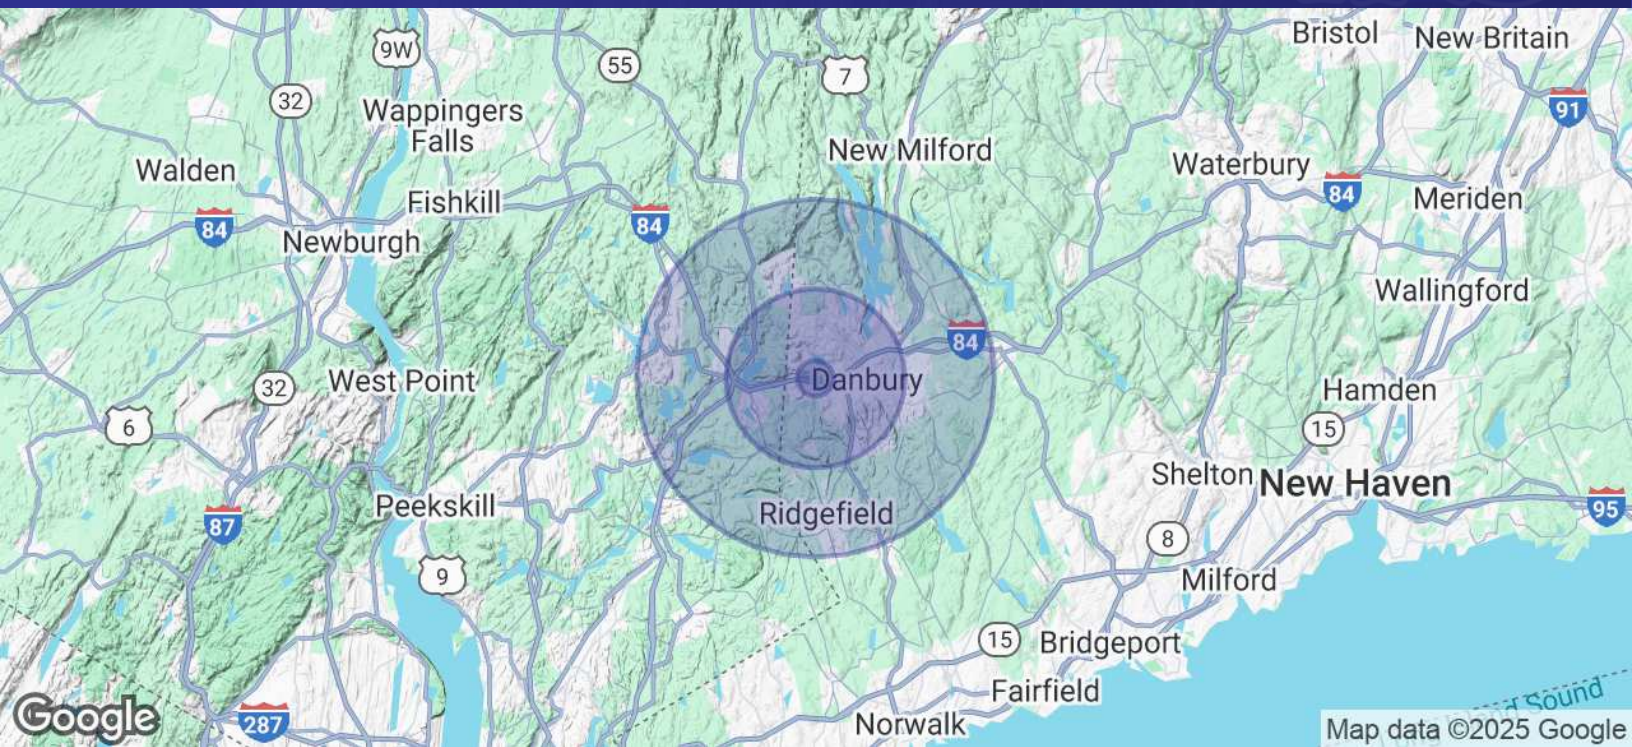 Bristol
New Britain
9W
55
7
91
32
Wappingers
Falls
New Milford
Waterbury
Walden
84
Meriden
Fishkill
84
84
Newburgh
Wallingford
84
West Point
Danbury
32
Hamden
6
15
Shelton
New Haven
Peekskill
Ridgefield
95
87
8
9
Milford
15
Bridgeport
Fairfield
Sound
Google
287
Norwalk
Map data ©2025 Google